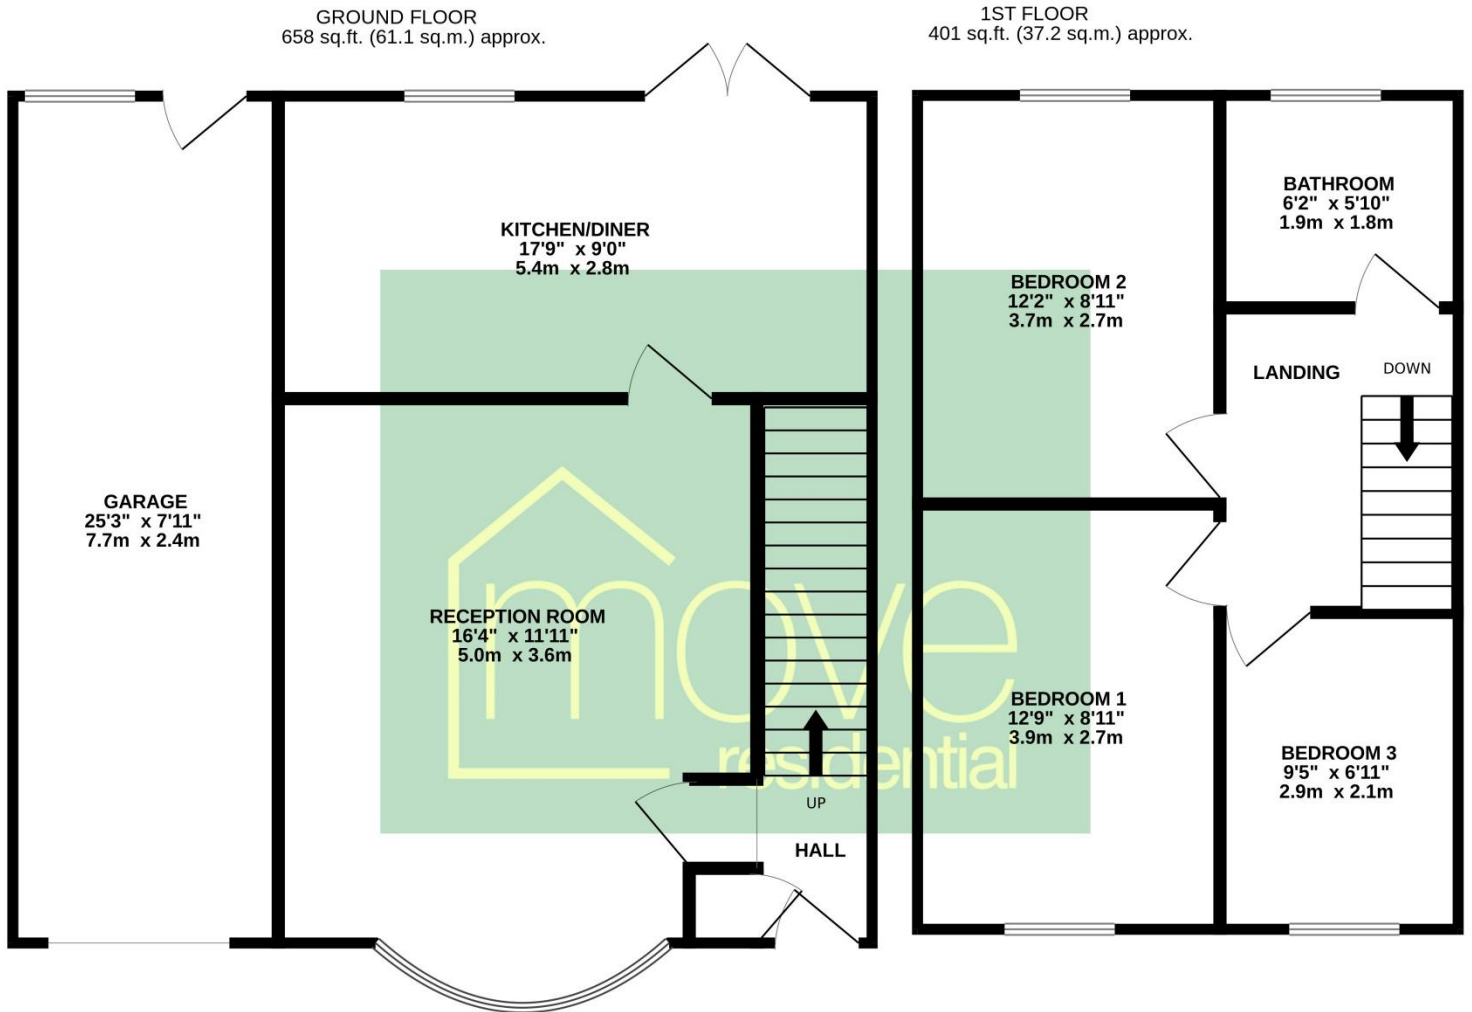 GROUND FLOOR
658 sq.ft. (61.1 sq.m.) approx.
1ST FLOOR
401 sq.ft. (37.2 sq.m.) approx.
KITCHEN/DINER
17'9" x 9'0"
5.4m x 2.8m
BATHROOM
6'2" x 5'10"
1.9m x 1.8m
BEDROOM 2
12'2" x 8'11"
3.7m x 2.7m
LANDING
DOWN
GARAGE
25'3" x 7'11"
7.7m x 2.4m
RECEPTION ROOM
16'4" x 11'11"
5.0m x 3.6m
move
residential
BEDROOM 1
12'9" x 8'11"
3.9m x 2.7m
BEDROOM 3
9'5" x 6'11"
2.9m x 2.1m
UP
HALL